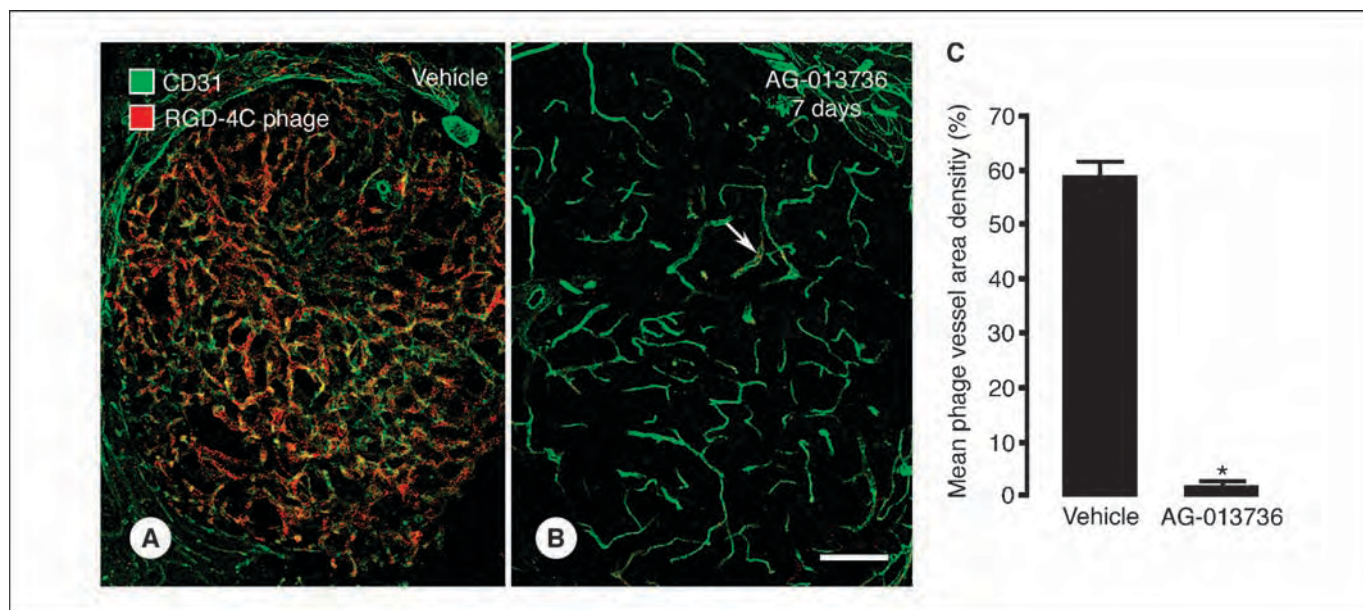 CD31
RGD-4C phage
Vehicle
A
AG-013736
7 days
B
C
Mean phage vessel area densitiy (%)
70
60
50
40
30
20
10
0
*
Vehicle
AG-013736